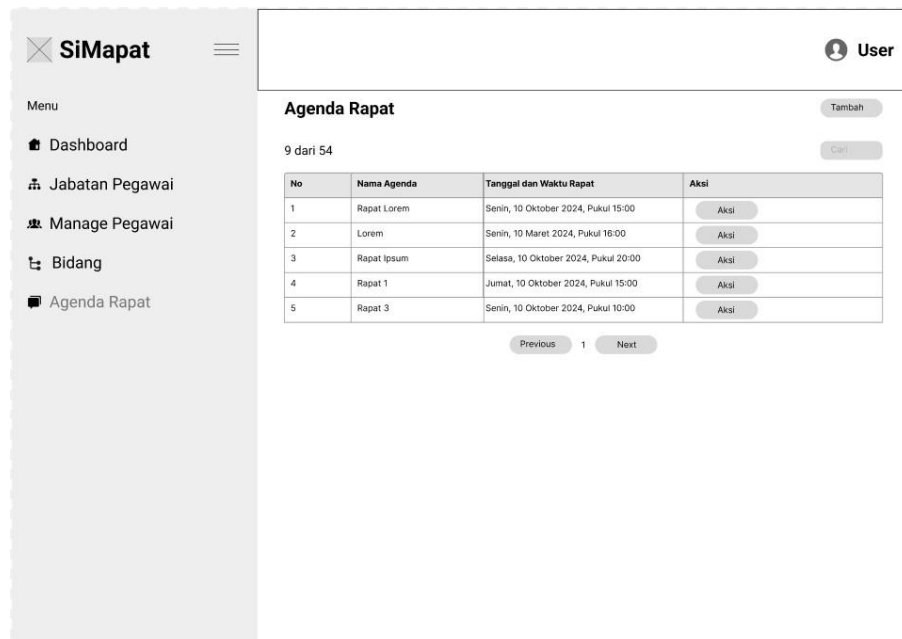 SiMapat
User
Menu
Dashboard
Jabatan Pegawai
Manage Pegawai
Bidang
Agenda Rapat
Agenda Rapat
Tambah
9 dari 54
Cari
No Nama Agenda Tanggal dan Waktu Rapat Aksi
1 Rapat Lorem Senin, 10 Oktober 2024, Pukul 15:00 Aksi
2 Lorem Senin, 10 Maret 2024, Pukul 16:00 Aksi
3 Rapat Ipsum Selasa, 10 Oktober 2024, Pukul 20:00 Aksi
4 Rapat 1 Jumat, 10 Oktober 2024, Pukul 15:00 Aksi
5 Rapat 3 Senin, 10 Oktober 2024, Pukul 10:00 Aksi
Previous 1 Next